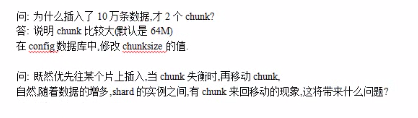 问: 为什么插入了 10 万条数据,才 2 个 chunk?
答: 说明 chunk 比较大(默认是 64M)
在 config 数据库中,修改 chunksize 的值.
问: 既然优先往某个片上插入,当 chunk 失衡时,再移动 chunk,
自然,随着数据的增多,shard 的实例之间,有 chunk 来回移动的现象,这将带来什么问题?